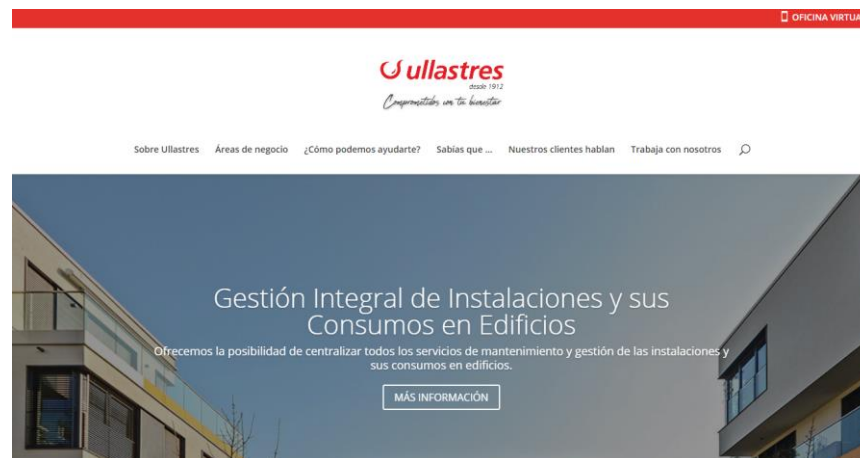 OFICINA VIRTUA
ullastres
desde 1912
Comprometidos con tu bienestar
Sobre Ullastres Áreas de negocio ¿Cómo podemos ayudarte? Sabías que ... Nuestros clientes hablan Trabaja con nosotros
Gestión Integral de Instalaciones y sus
Consumos en Edificios
Ofrecemos la posibilidad de centralizar todos los servicios de mantenimiento y gestión de las instalaciones y
sus consumos en edificios.
MÁS INFORMACIÓN